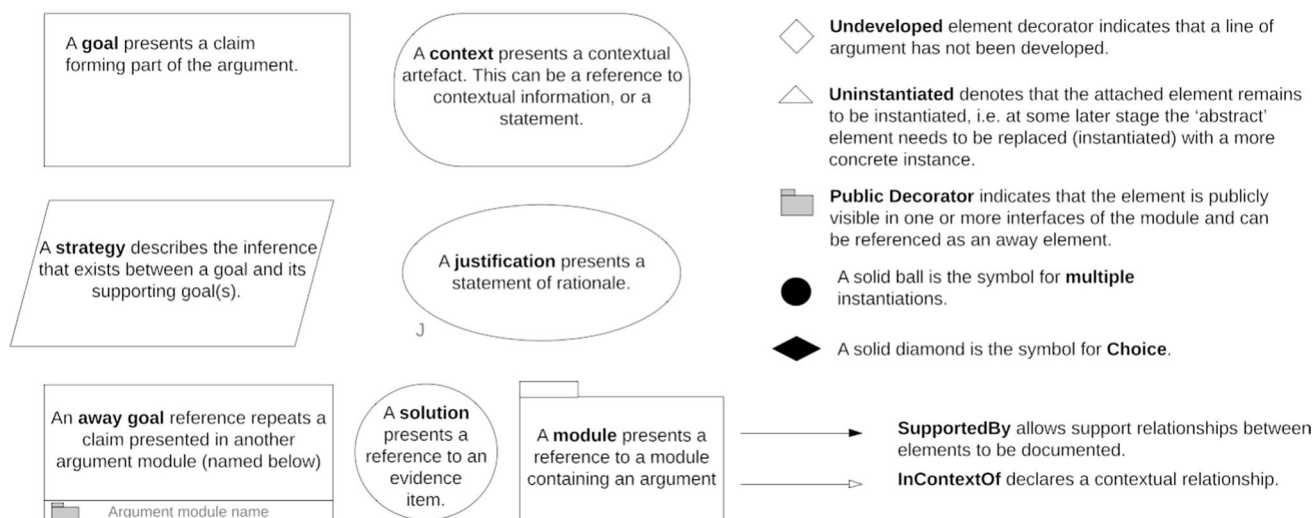 A goal presents a claim
forming part of the argument.
A context presents a contextual
artefact. This can be a reference to
contextual information, or a
statement.
Undeveloped element decorator indicates that a line of
argument has not been developed.
Uninstantiated denotes that the attached element remains
to be instantiated, i.e. at some later stage the ‘abstract’
element needs to be replaced (instantiated) with a more
concrete instance.
Public Decorator indicates that the element is publicly
visible in one or more interfaces of the module and can
be referenced as an away element.
A strategy describes the inference
that exists between a goal and its
supporting goal(s).
A justification presents a
statement of rationale.
J
A solid ball is the symbol for multiple
instantiations.
A solid diamond is the symbol for Choice.
An away goal reference repeats a
claim presented in another
argument module (named below)
Argument module name
A solution
presents a
reference to an
evidence
item.
A module presents a
reference to a module
containing an argument
SupportedBy allows support relationships between
elements to be documented.
InContextOf declares a contextual relationship.